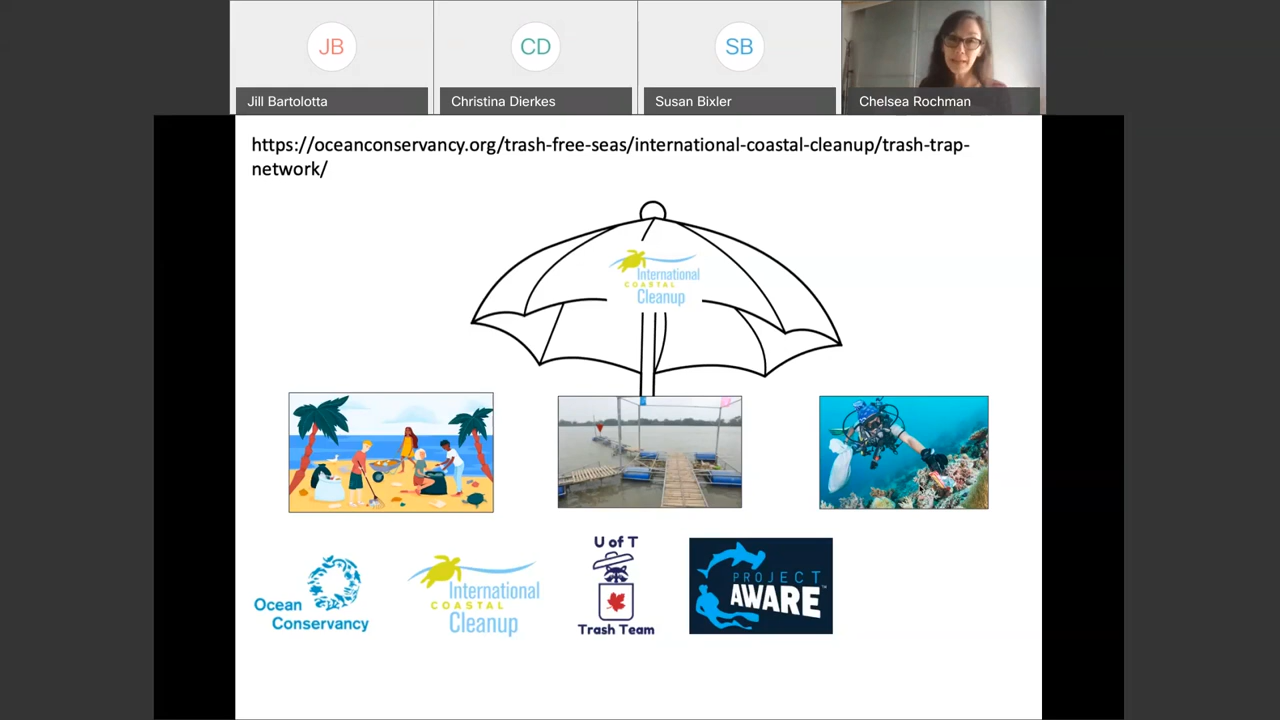 JB
CD
SB
Jill Bartolotta
Christina Dierkes
Susan Bixler
Chelsea Rochman
https://oceanconservancy.org/trash-free-seas/international-coastal-cleanup/trash-trap-
network/
International
COASTAL
Cleanup
Ocean
Conservancy
International
COASTAL
Cleanup
U of T
Trash Team
PROJECT
AWARE™